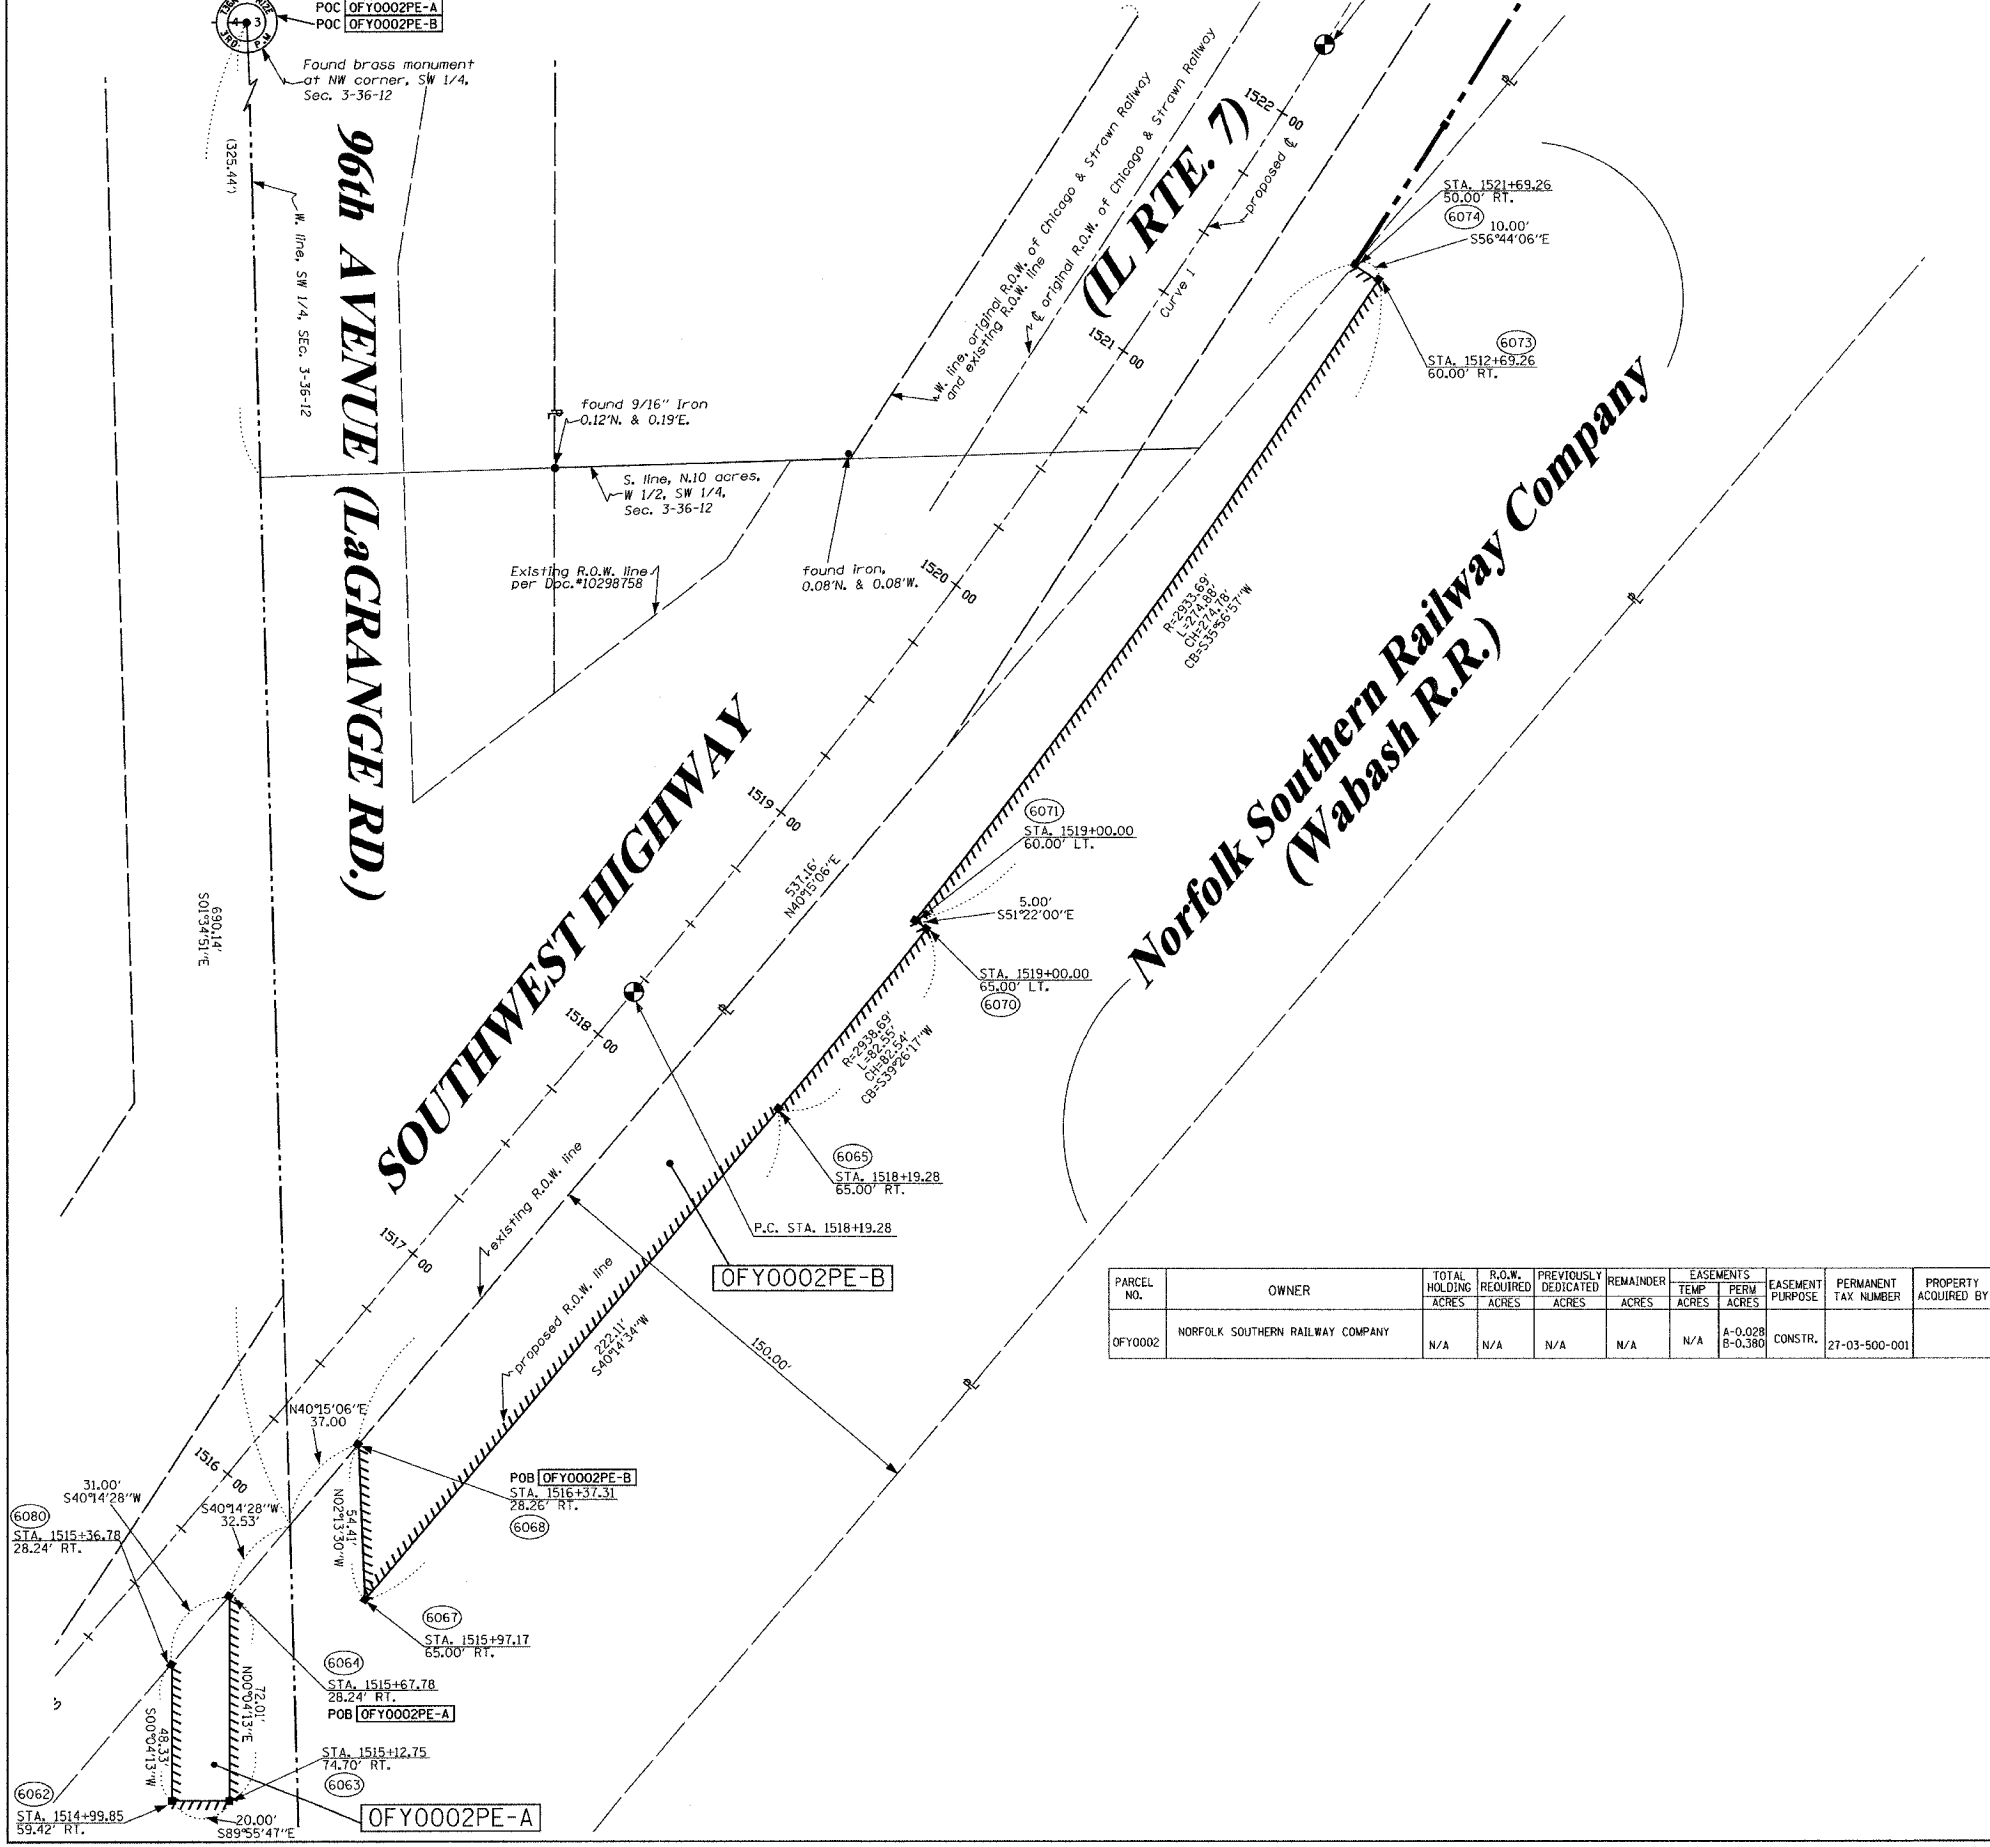 POC OFY0002PE-A
POC OFY0002PE-B
4 3
3RD. P.M
Found brass monument
at NW corner, SW 1/4,
Sec. 3-36-12
(325.44')
W. line, SW 1/4, SEc. 3-36-12
96th AVENUE (LaGRANGE RD.)
690.14'
S01°34'51"E
found 9/16" Iron
0.12'N. & 0.19'E.
S. line, N.10 acres,
W 1/2, SW 1/4,
Sec. 3-36-12
Existing R.O.W. line
per Doc.#10298758
found iron,
0.08'N. & 0.08'W.
W. line, original R.O.W. of Chicago & Strawn Railway
and existing R.O.W. line
℄ original R.O.W. of Chicago & Strawn Railway
(IL RTE. 7)
1522 00
proposed ℄
Curve 1
1521 00
1520 00
1519 00
1518 00
1517 00
1516 00
SOUTHWEST HIGHWAY
STA. 1521+69.26
50.00' RT.
6074
10.00'
S56°44'06"E
6073
STA. 1512+69.26
60.00' RT.
R=2933.69'
L=274.88'
CH=274.78'
CB=S35°56'57"W
Norfolk Southern Railway Company
(Wabash R.R.)
537.16'
N40°15'06"E
6071
STA. 1519+00.00
60.00' LT.
5.00'
S51°22'00"E
STA. 1519+00.00
65.00' LT.
6070
R=2938.69'
L=82.55'
CH=82.54'
CB=S39°26'17"W
6065
STA. 1518+19.28
65.00' RT.
P.C. STA. 1518+19.28
OFY0002PE-B
existing R.O.W. line
proposed R.O.W. line
222.11'
S40°14'34"W
150.00'
PARCEL NO. OWNER TOTAL HOLDING ACRES R.O.W. REQUIRED ACRES PREVIOUSLY DEDICATED ACRES REMAINDER ACRES EASEMENTS TEMP ACRES PERM ACRES EASEMENT PURPOSE PERMANENT TAX NUMBER PROPERTY ACQUIRED BY
OFY0002 NORFOLK SOUTHERN RAILWAY COMPANY N/A N/A N/A N/A N/A A-0.028 B-0.380 CONSTR. 27-03-500-001
N40°15'06"E
37.00
31.00'
S40°14'28"W
S40°14'28"W
32.53'
6080
STA. 1515+36.78
28.24' RT.
54.41'
N02°13'30"W
POB OFY0002PE-B
STA. 1516+37.31
28.26' RT.
6068
6067
STA. 1515+97.17
65.00' RT.
6064
STA. 1515+67.78
28.24' RT.
POB OFY0002PE-A
72.01'
N00°04'13"E
48.33'
S00°04'13"W
STA. 1515+12.75
74.70' RT.
6063
6062
STA. 1514+99.85
59.42' RT.
20.00'
S89°55'47"E
OFY0002PE-A